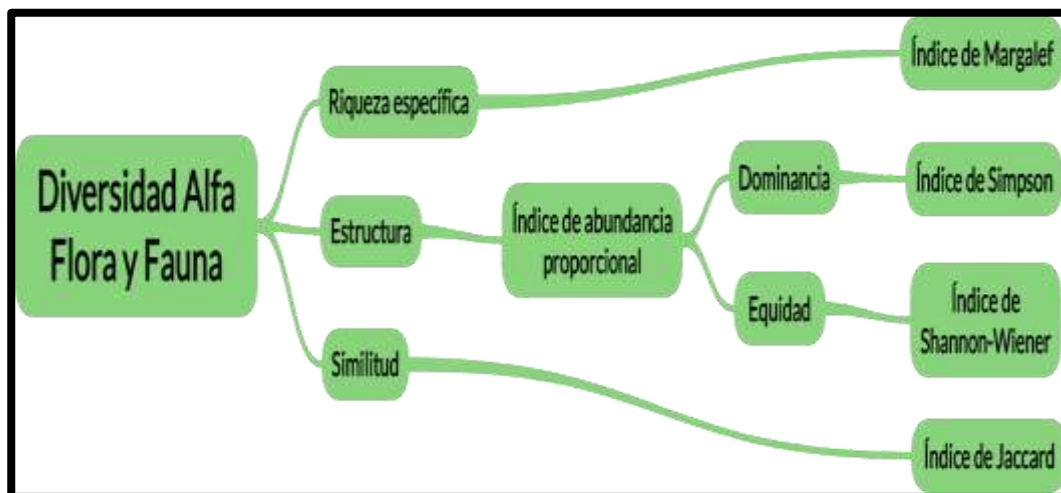 Diversidad Alfa
Flora y Fauna
Riqueza específica
Índice de Margalef
Estructura
Índice de abundancia
proporcional
Dominancia
Índice de Simpson
Equidad
Índice de
Shannon-Wiener
Similitud
Índice de Jaccard